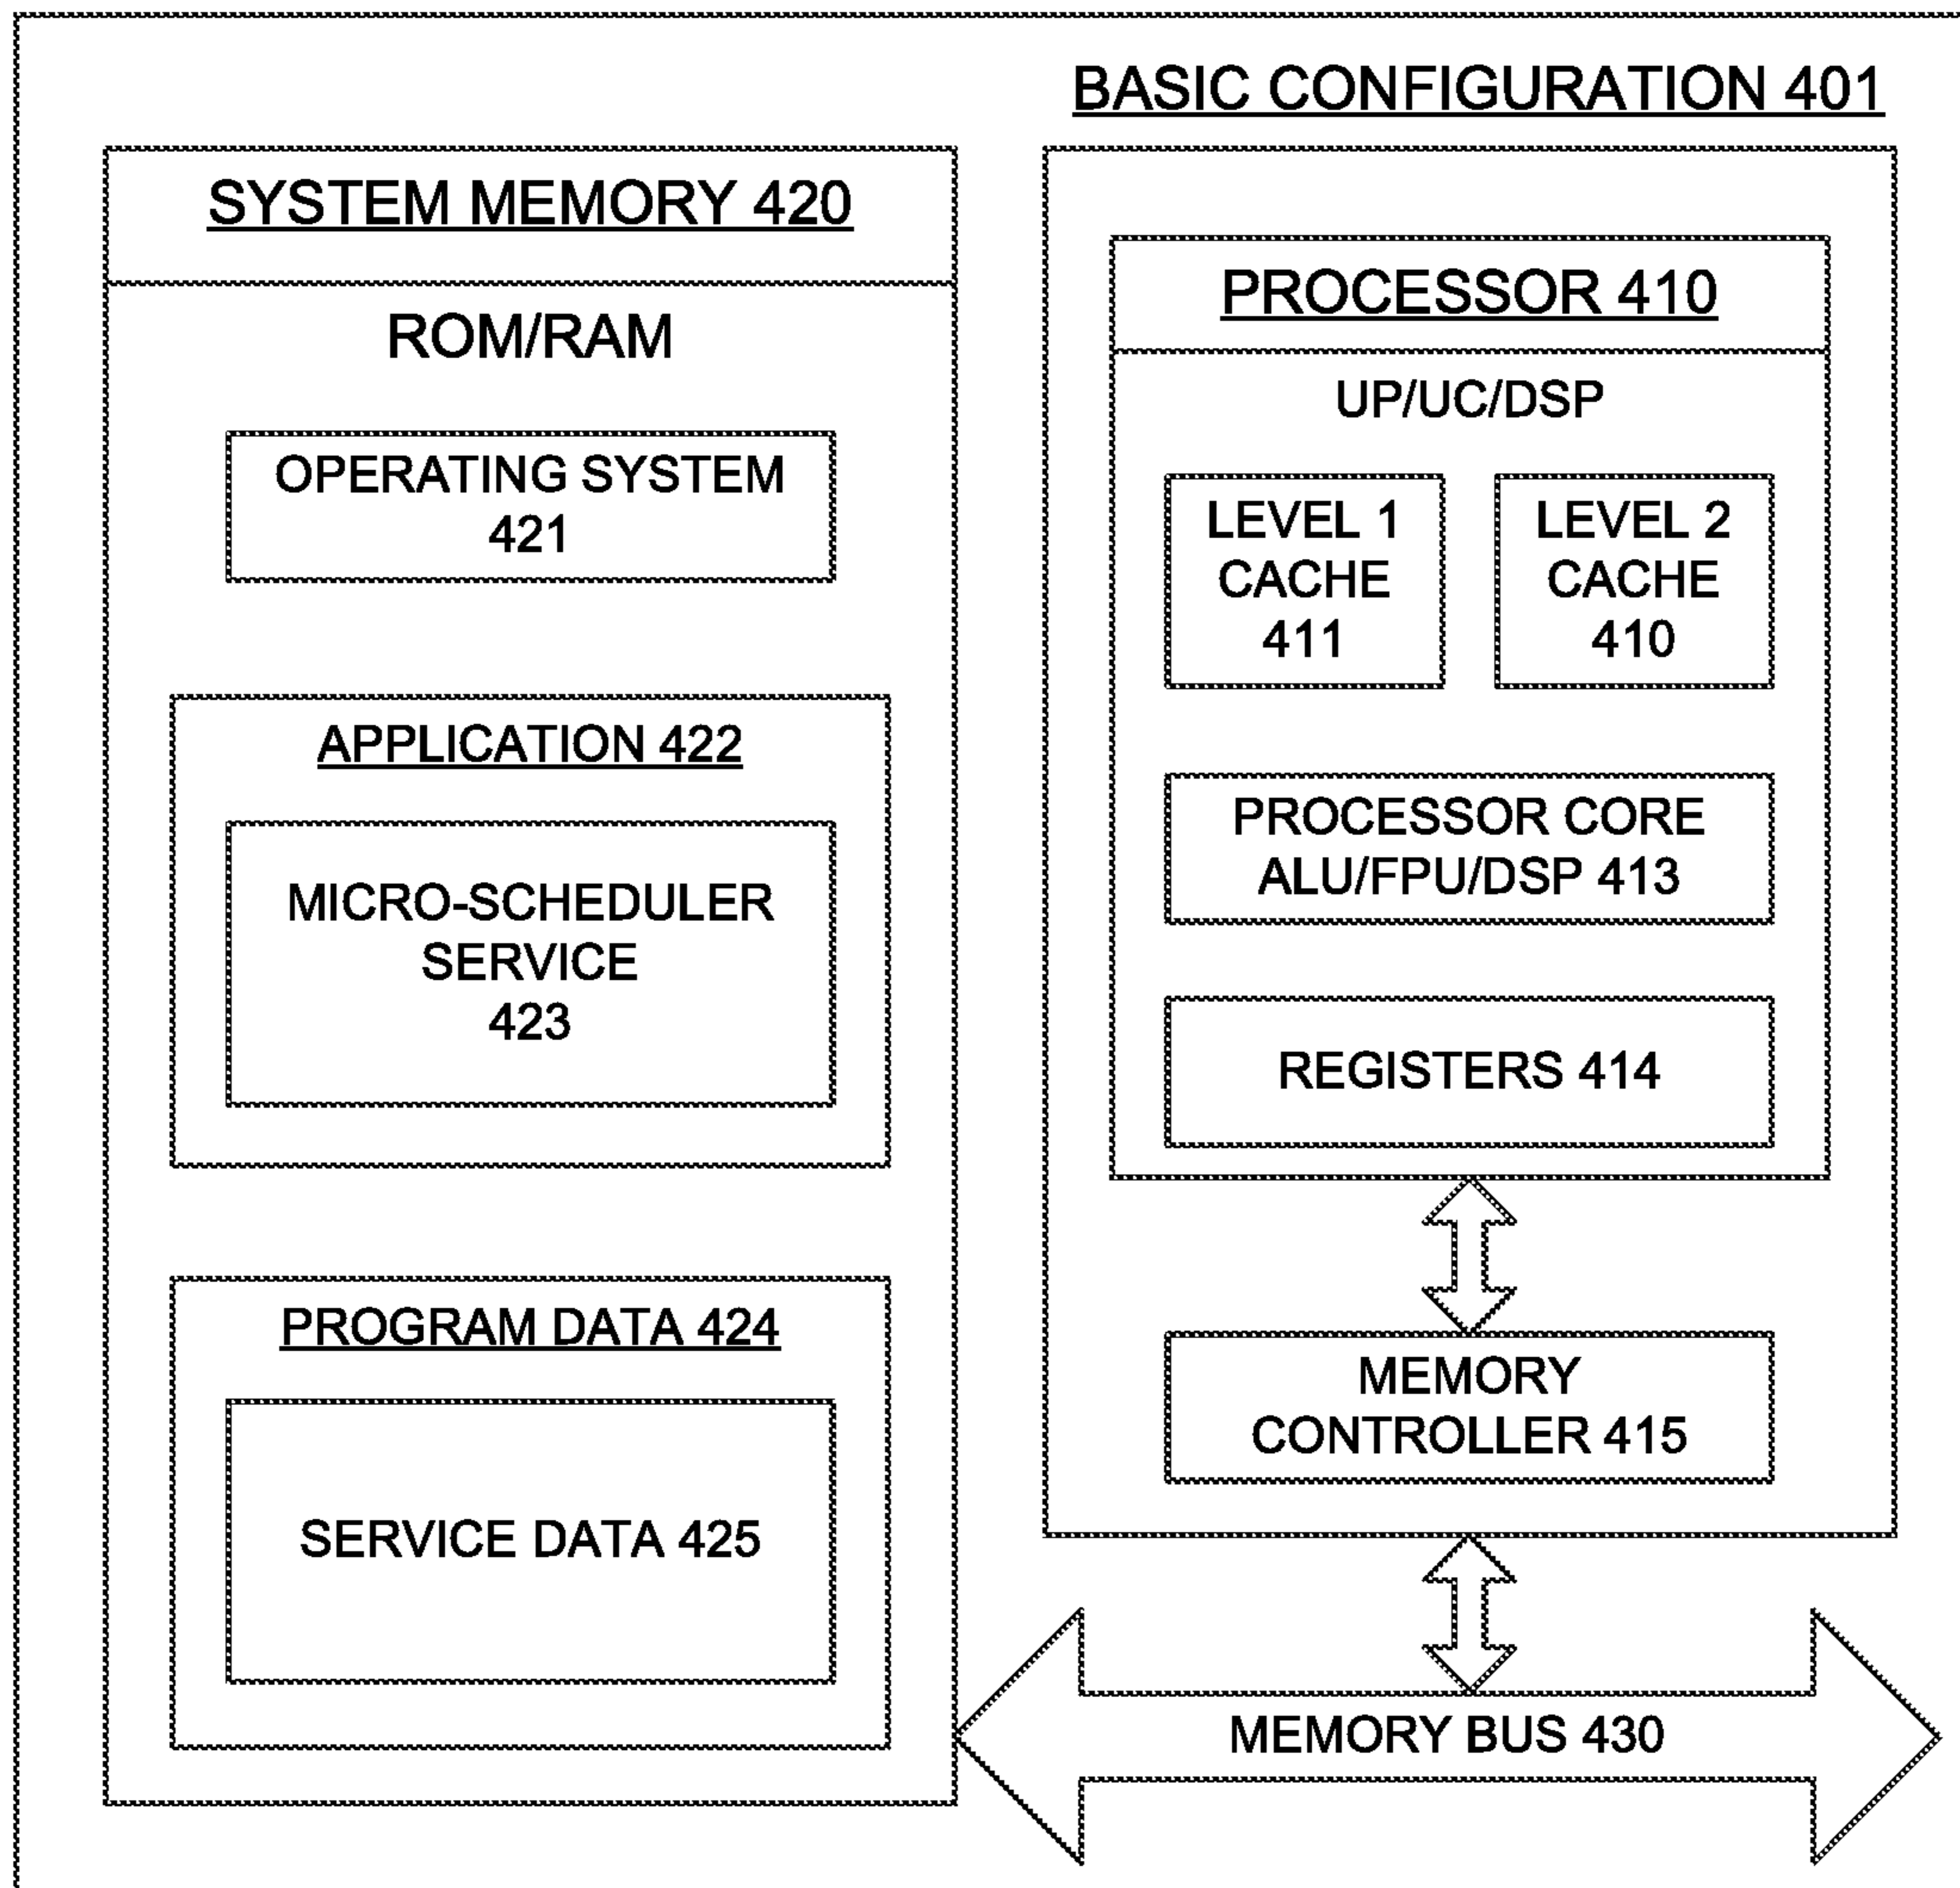 BASIC CONFIGURATION 401
SYSTEM MEMORY 420
ROM/RAM
OPERATING SYSTEM
421
APPLICATION 422
MICRO-SCHEDULER
SERVICE
423
PROGRAM DATA 424
SERVICE DATA 425
PROCESSOR 410
UP/UC/DSP
LEVEL 1
CACHE
411
LEVEL 2
CACHE
410
PROCESSOR CORE
ALU/FPU/DSP 413
REGISTERS 414
MEMORY
CONTROLLER 415
MEMORY BUS 430